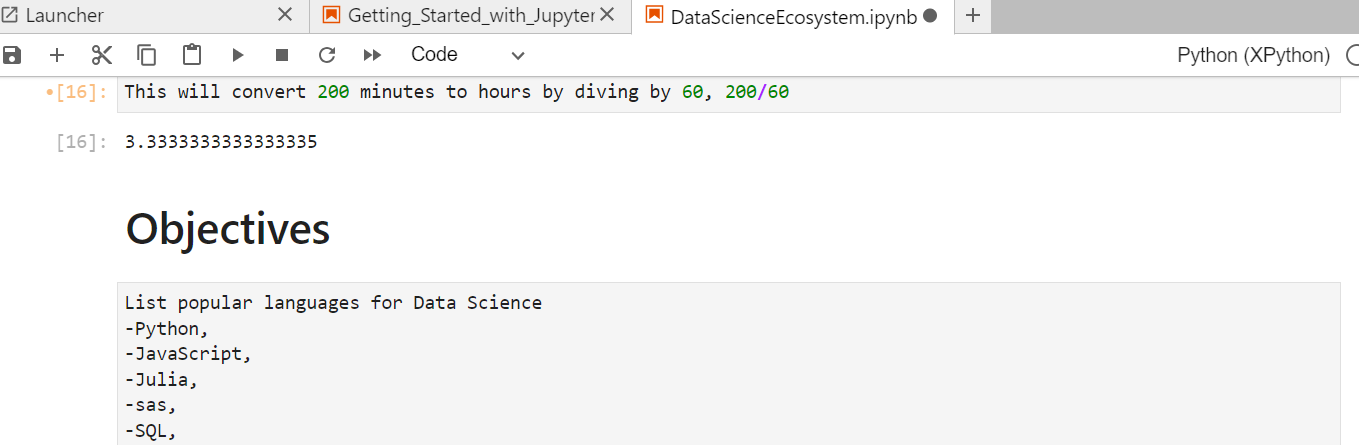 Launcher
Getting_Started_with_Jupyter
DataScienceEcosystem.ipynb
Code
Python (XPython)
[16]: This will convert 200 minutes to hours by diving by 60, 200/60
[16]: 3.3333333333333335
Objectives
List popular languages for Data Science
-Python,
-JavaScript,
-Julia,
-sas,
-SQL,